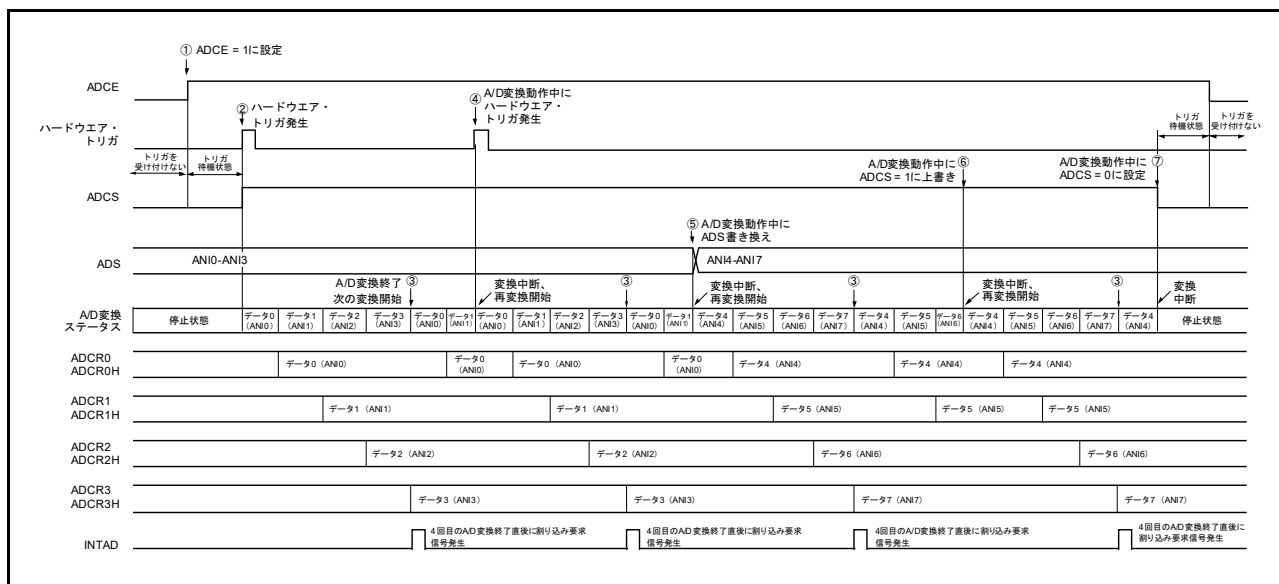 ① ADCE = 1に設定
ADCE
② ハードウエア・
トリガ発生
④ A/D変換動作中に
ハードウエア・
トリガ発生
ハードウエア・
トリガ
トリガを
受け付けない
トリガ
待機状態
トリガ
待機状態
トリガを
受け付けない
A/D変換動作中に ⑥
ADCS = 1に上書き
A/D変換動作中に ⑦
ADCS = 0に設定
ADCS
⑤ A/D変換動作中に
ADS書き換え
ADS
ANI0-ANI3
ANI4-ANI7
A/D変換終了 ③
次の変換開始
変換中断、
再変換開始
③
変換中断、
再変換開始
③
変換中断、
再変換開始
③
変換
中断
A/D変換
ステータス
停止状態
データ0
(ANI0)
データ1
(ANI1)
データ2
(ANI2)
データ3
(ANI3)
データ0
(ANI0)
データ1
(ANI1)
データ0
(ANI0)
データ1
(ANI1)
データ2
(ANI2)
データ3
(ANI3)
データ0
(ANI0)
データ1
(ANI1)
データ4
(ANI4)
データ5
(ANI5)
データ6
(ANI6)
データ7
(ANI7)
データ4
(ANI4)
データ5
(ANI5)
データ6
(ANI6)
データ4
(ANI4)
データ5
(ANI5)
データ6
(ANI6)
データ7
(ANI7)
データ4
(ANI4)
停止状態
ADCR0
ADCR0H
データ0 (ANI0)
データ0
(ANI0)
データ0 (ANI0)
データ0
(ANI0)
データ4 (ANI4)
データ4 (ANI4)
データ4 (ANI4)
ADCR1
ADCR1H
データ1 (ANI1)
データ1 (ANI1)
データ5 (ANI5)
データ5 (ANI5)
データ5 (ANI5)
ADCR2
ADCR2H
データ2 (ANI2)
データ2 (ANI2)
データ6 (ANI6)
データ6 (ANI6)
ADCR3
ADCR3H
データ3 (ANI3)
データ3 (ANI3)
データ7 (ANI7)
データ7 (ANI7)
INTAD
4回目のA/D変換終了直後に割り込み要求
信号発生
4回目のA/D変換終了直後に割り込み要求
信号発生
4回目のA/D変換終了直後に割り込み要求
信号発生
4回目のA/D変換終了直後に
割り込み要求信号発生